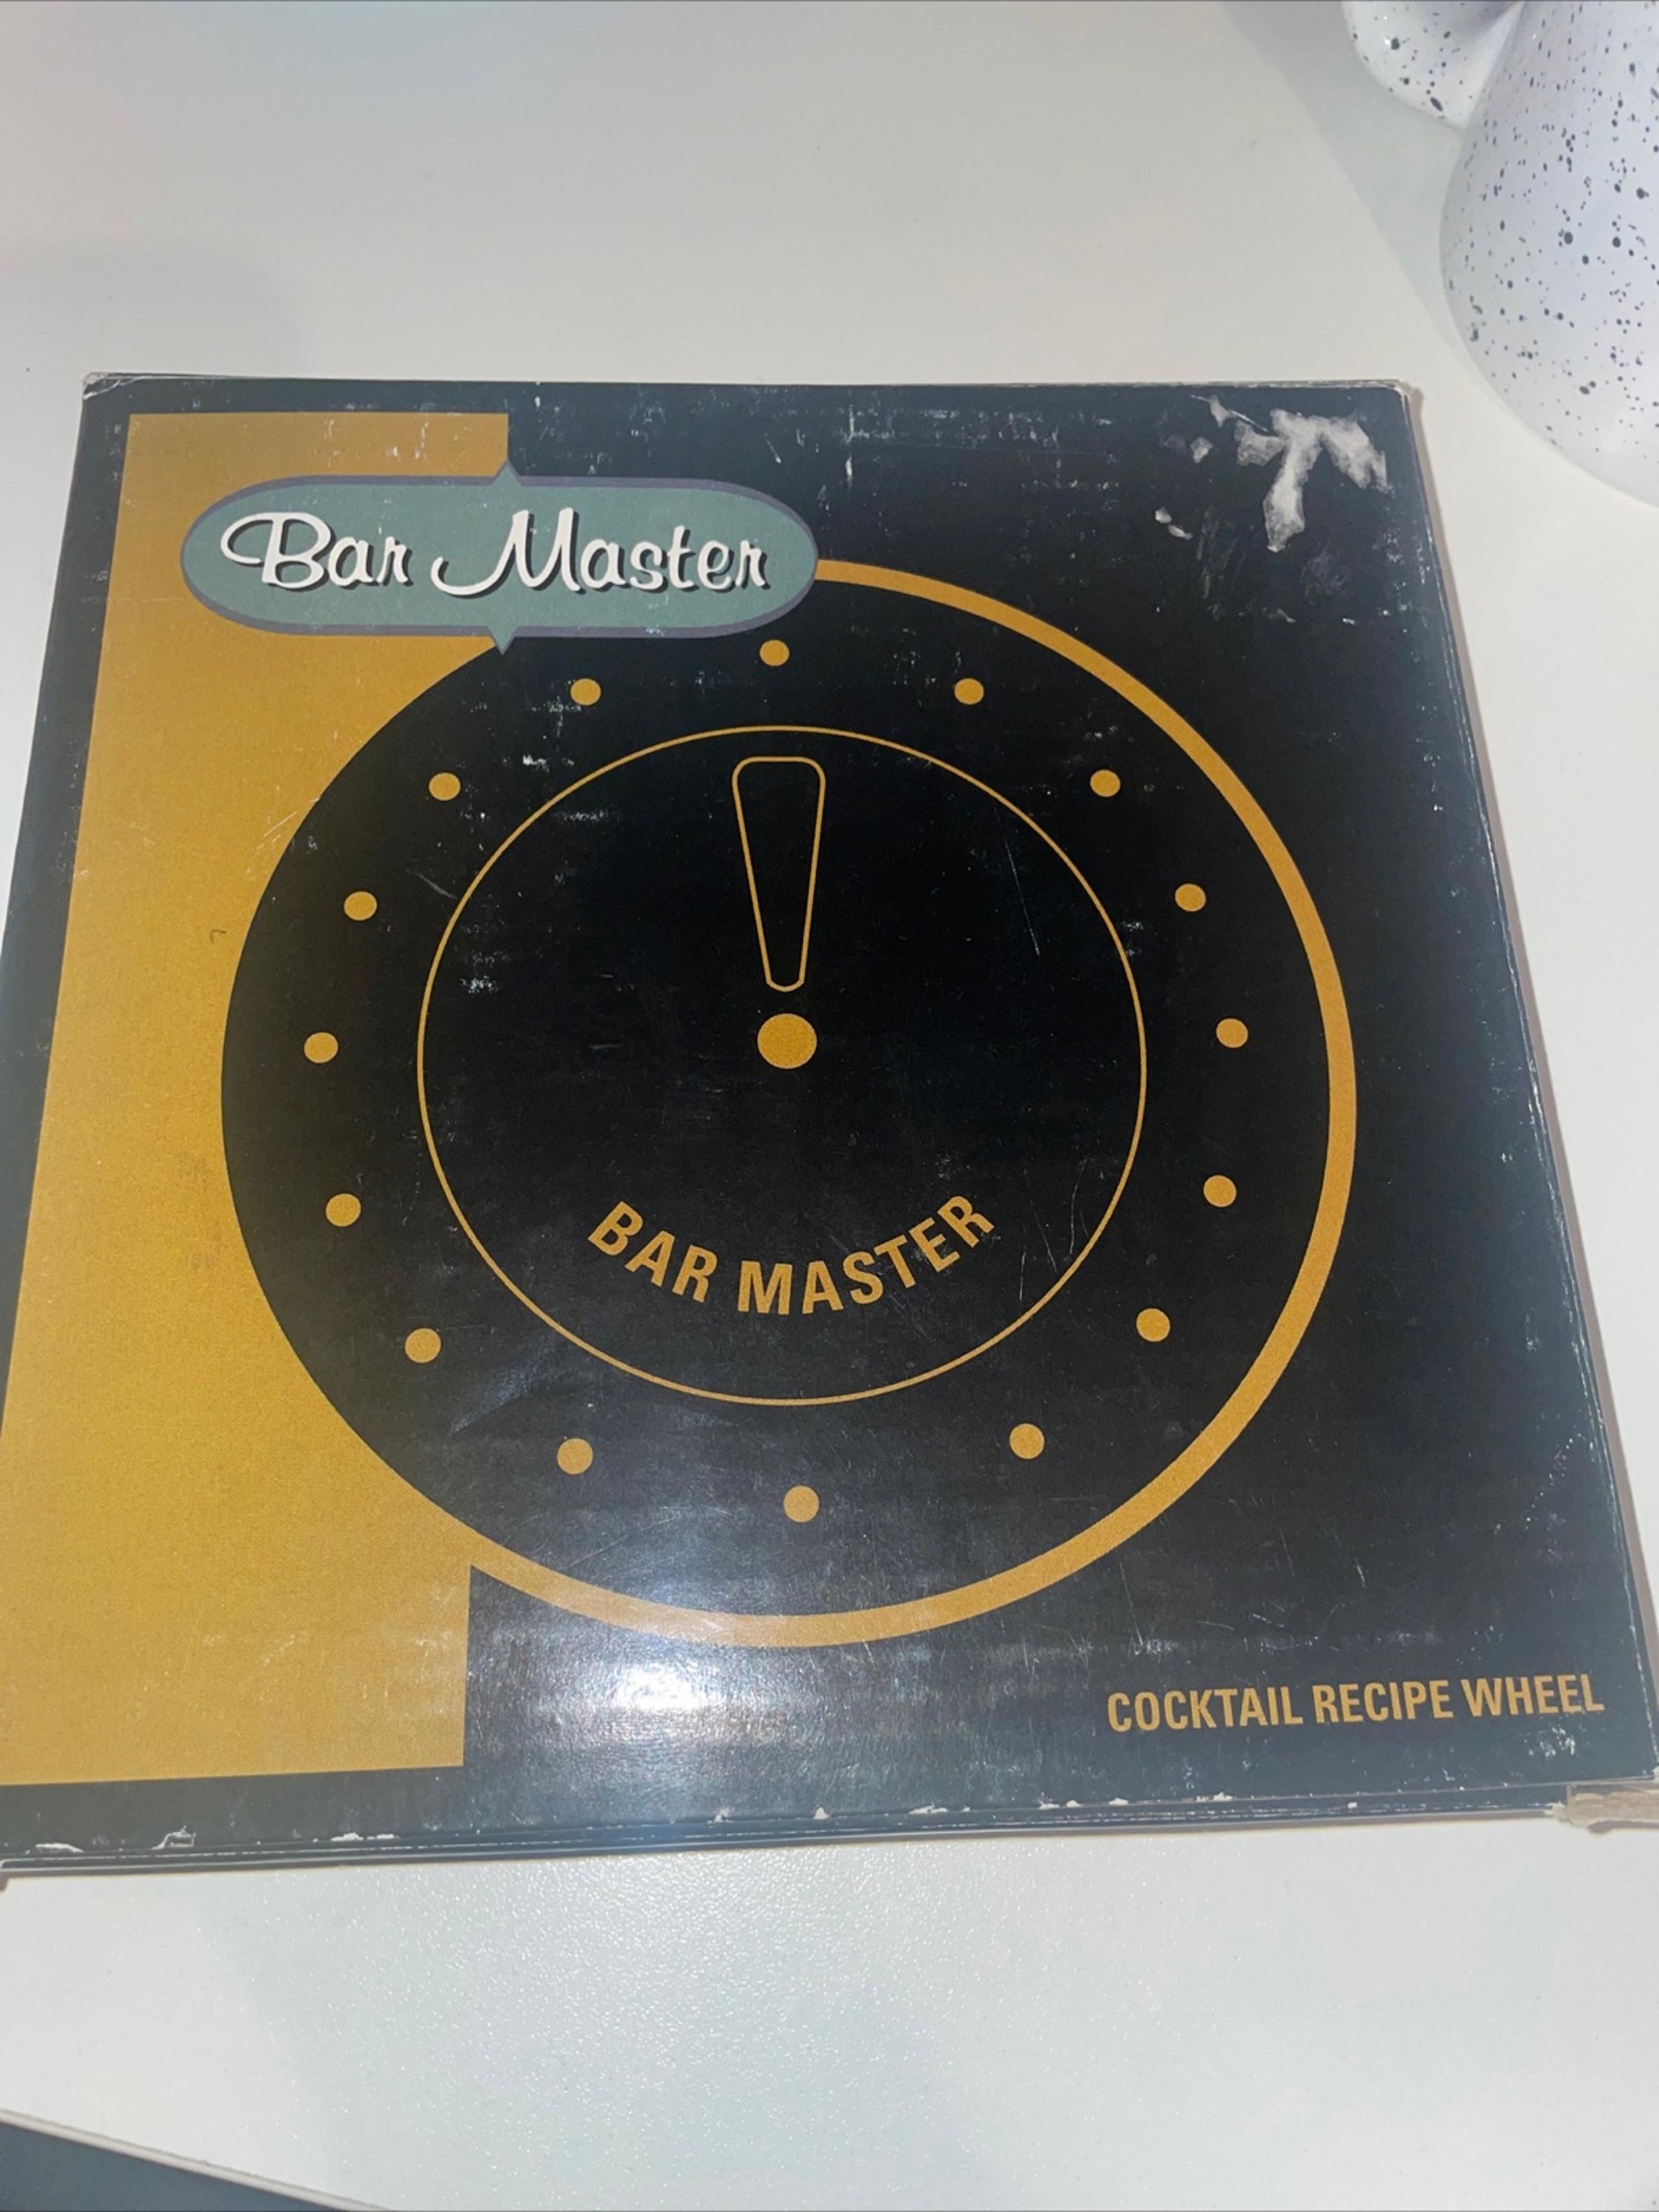 Bar Master
BAR MASTER
COCKTAIL RECIPE WHEEL